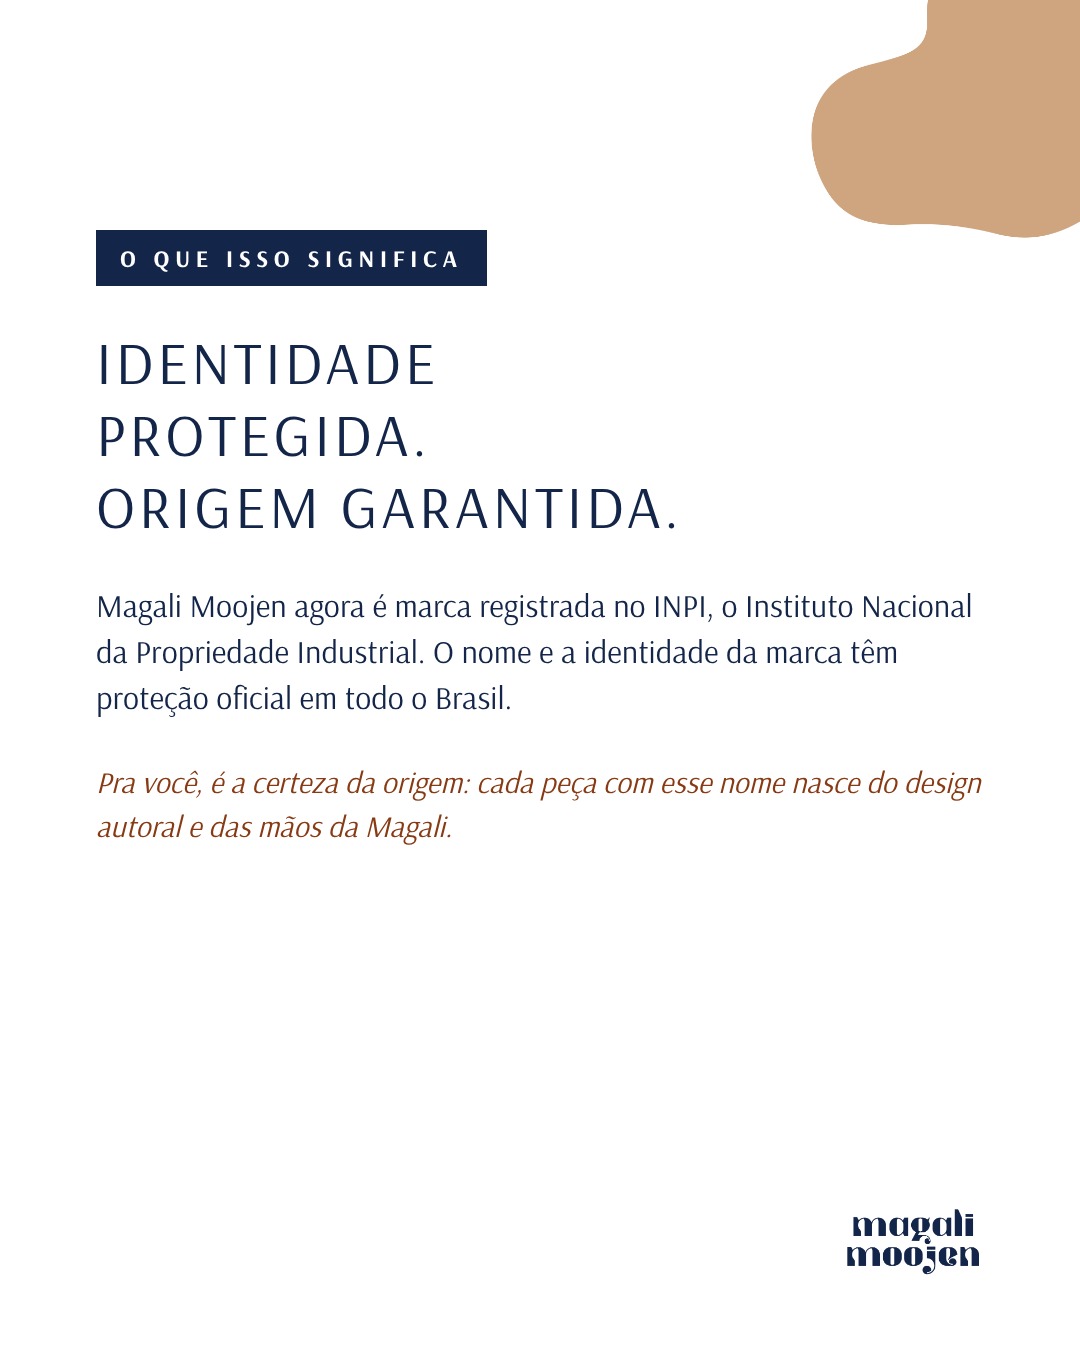 O QUE ISSO SIGNIFICA
IDENTIDADE
PROTEGIDA.
ORIGEM GARANTIDA.
Magali Moojen agora é marca registrada no INPI, o Instituto Nacional
da Propriedade Industrial. O nome e a identidade da marca têm
proteção oficial em todo o Brasil.
Pra você, é a certeza da origem: cada peça com esse nome nasce do design
autoral e das mãos da Magali.
magali
moojen